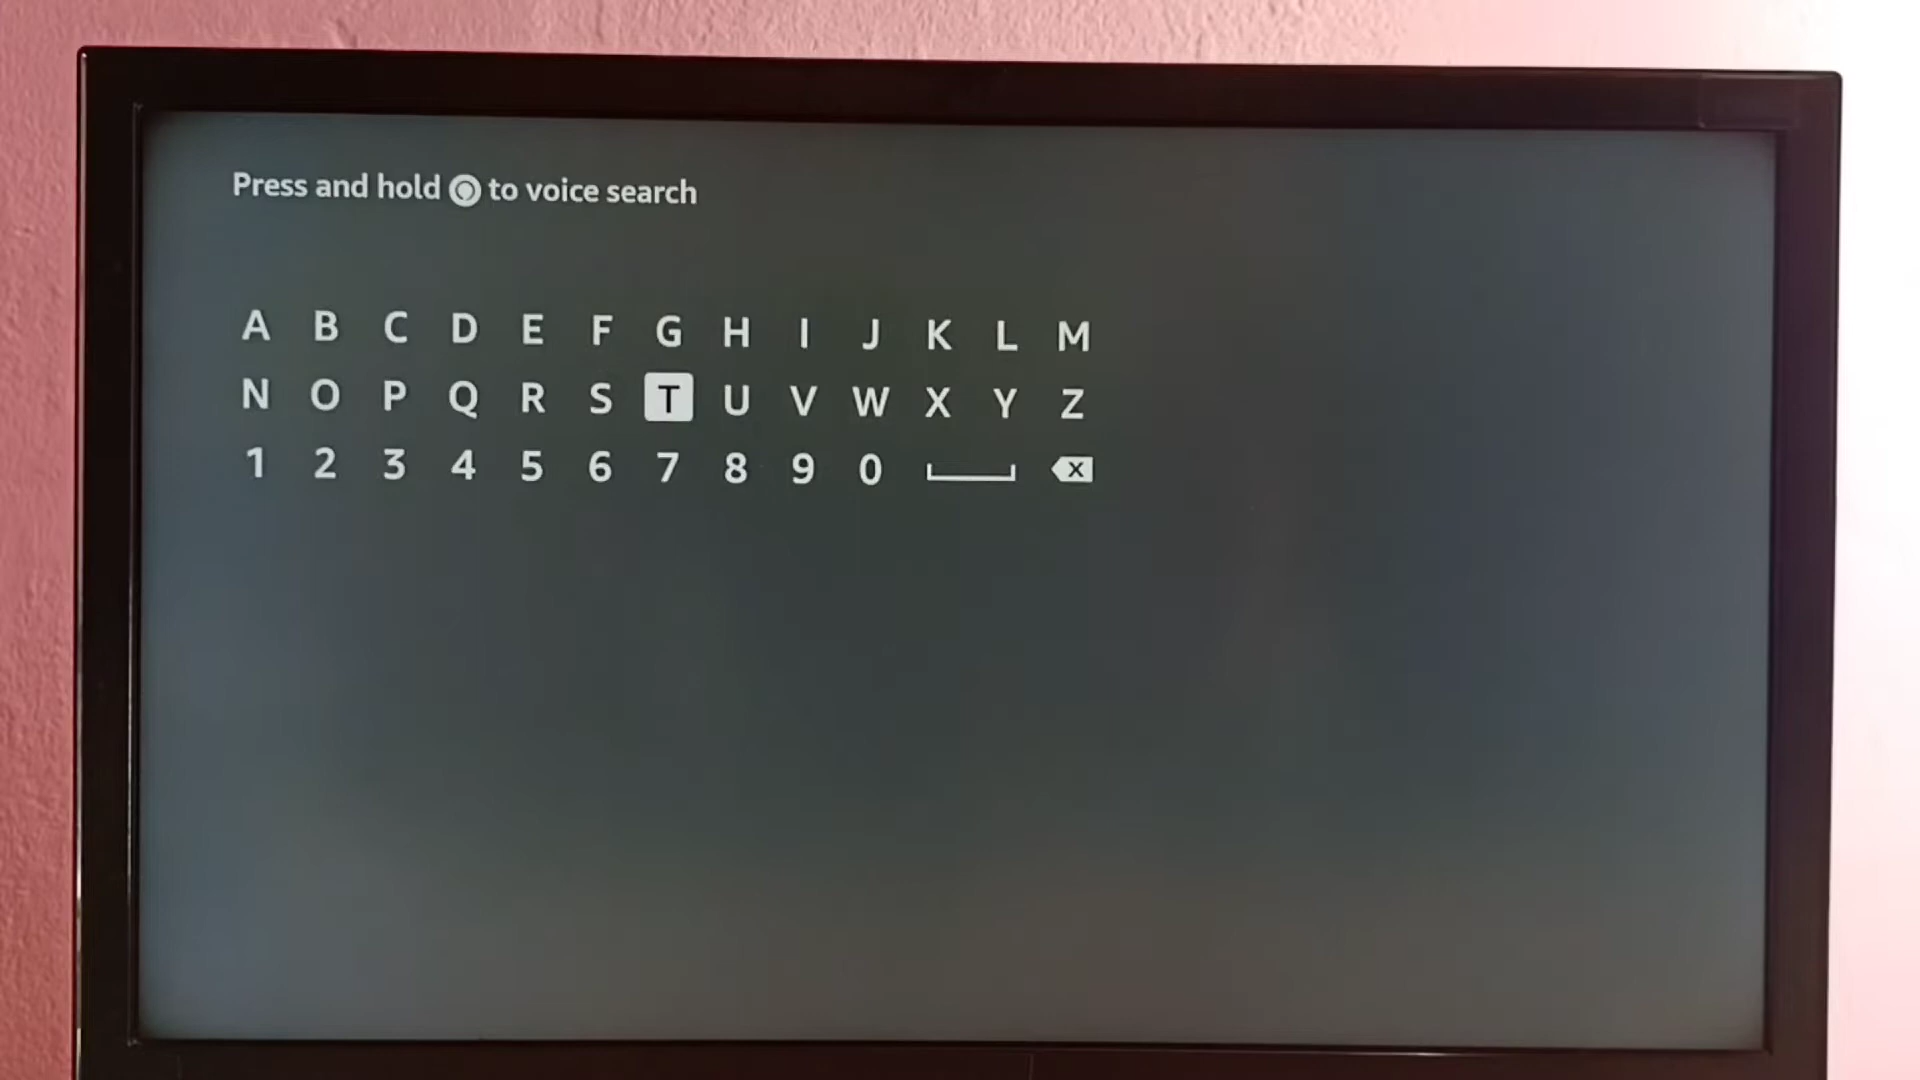 Press and hold to voice search
A B C D E F G H I J K L M
N O P Q R S T U V W X Y Z
1 2 3 4 5 6 7 8 9 0